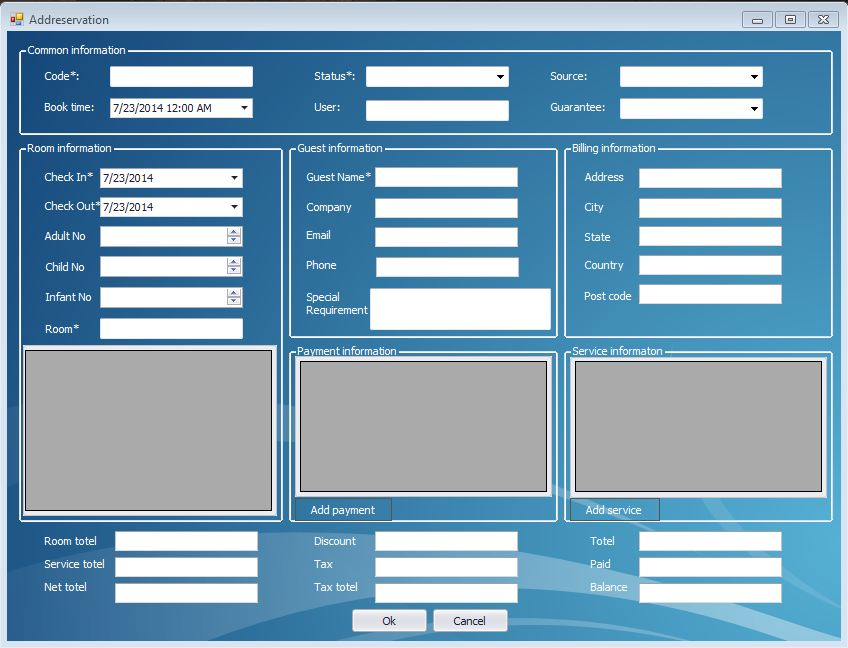 Addreservation
Common information
Code*:
Status*:
Source:
Book time:
7/23/2014 12:00 AM
User:
Guarantee:
Room information
Check In*
7/23/2014
Check Out*
7/23/2014
Adult No
Child No
Infant No
Room*
Guest information
Guest Name*
Company
Email
Phone
Special
Requirement
Billing information
Address
City
State
Country
Post code
Payment information
Add payment
Service informaton
Add service
Room totel
Discount
Totel
Service totel
Tax
Paid
Net totel
Tax totel
Balance
Ok
Cancel